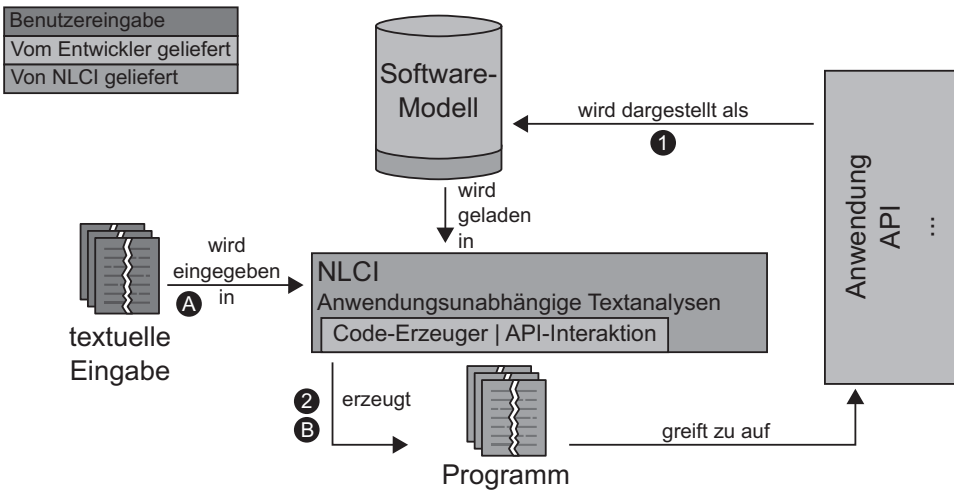 Benutzereingabe
Vom Entwickler geliefert
Von NLCI geliefert
Software-
Modell
wird dargestellt als
1
Anwendung
API
...
wird
geladen
in
wird
eingegeben
A in
textuelle
Eingabe
NLCI
Anwendungsunabhängige Textanalysen
Code-Erzeuger | API-Interaktion
2 erzeugt
B
Programm
greift zu auf